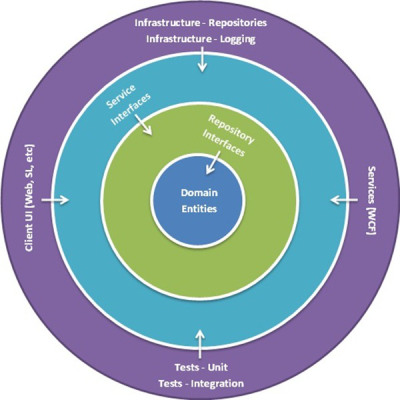 Infrastructure - Repositories
Infrastructure - Logging
Service
Interfaces
Repository
Interfaces
Client UI (Web, SL, etc)
Domain
Entities
Services (WCF)
Tests - Unit
Tests - Integration